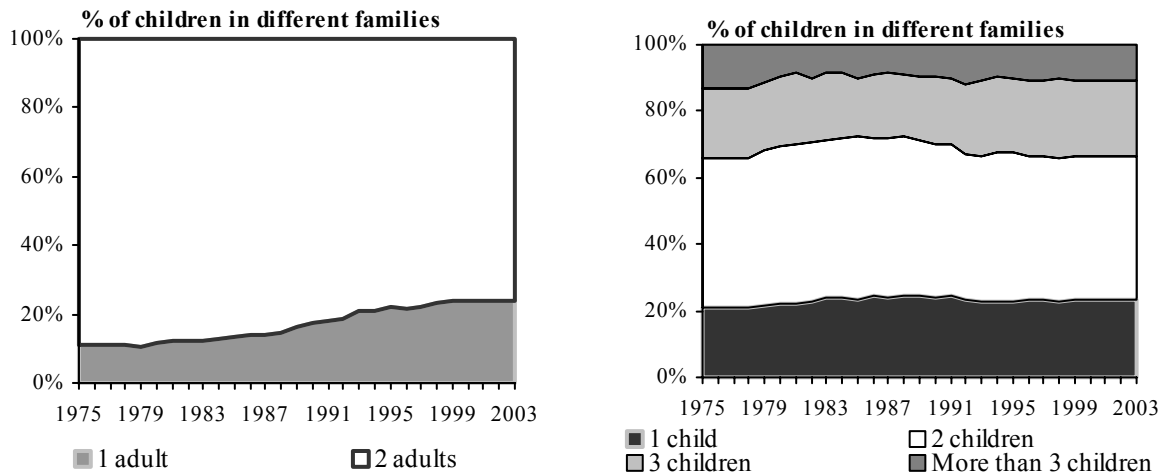 % of children in different families
100%
80%
60%
40%
20%
0%
1975 1979 1983 1987 1991 1995 1999 2003
1 adult 2 adults
% of children in different families
100%
80%
60%
40%
20%
0%
1975 1979 1983 1987 1991 1995 1999 2003
1 child 2 children
3 children More than 3 children